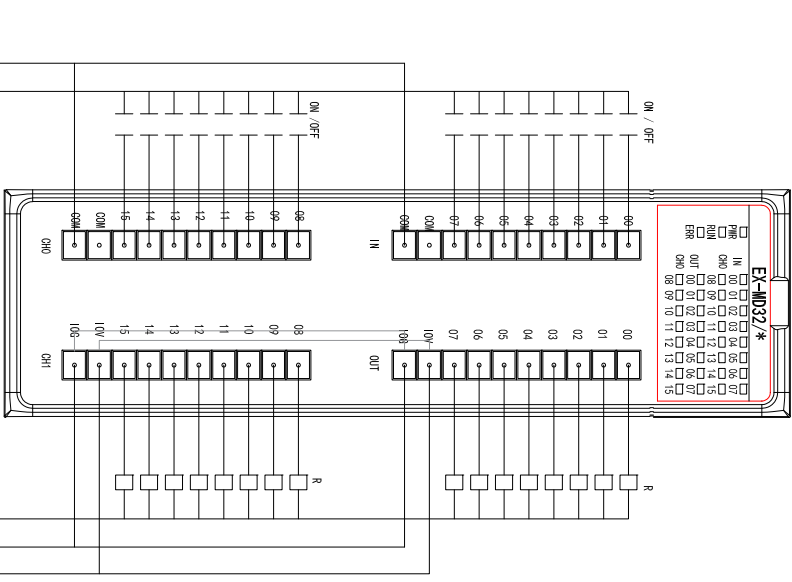 ON /OFF
ON / OFF
COM COM 15 14 13 12 11 10 09 08
COM COM 07 06 05 04 03 02 01 00
CH0
IN
EX-MD32/*
PWR
RUN
ERR
IN 00 01 02 03 04 05 06 07
CH0 08 09 10 11 12 13 14 15
OUT 00 01 02 03 04 05 06 07
CH0 08 09 10 11 12 13 14 15
IOG IOV 15 14 13 12 11 10 09 08
IOG IOV 07 06 05 04 03 02 01 00
CH1
OUT
R
R